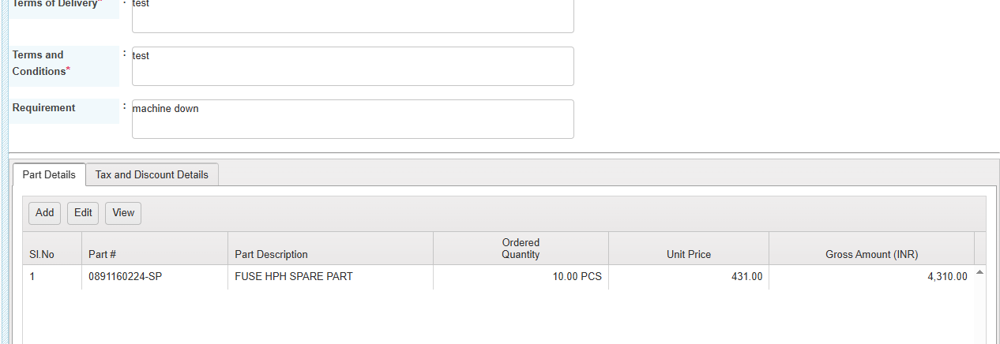 Terms of Delivery* : test
Terms and : test
Conditions*
Requirement : machine down
Part Details Tax and Discount Details
Add Edit View
Ordered
Sl.No Part # Part Description Quantity Unit Price Gross Amount (INR)
1 0891160224-SP FUSE HPH SPARE PART 10.00 PCS 431.00 4,310.00